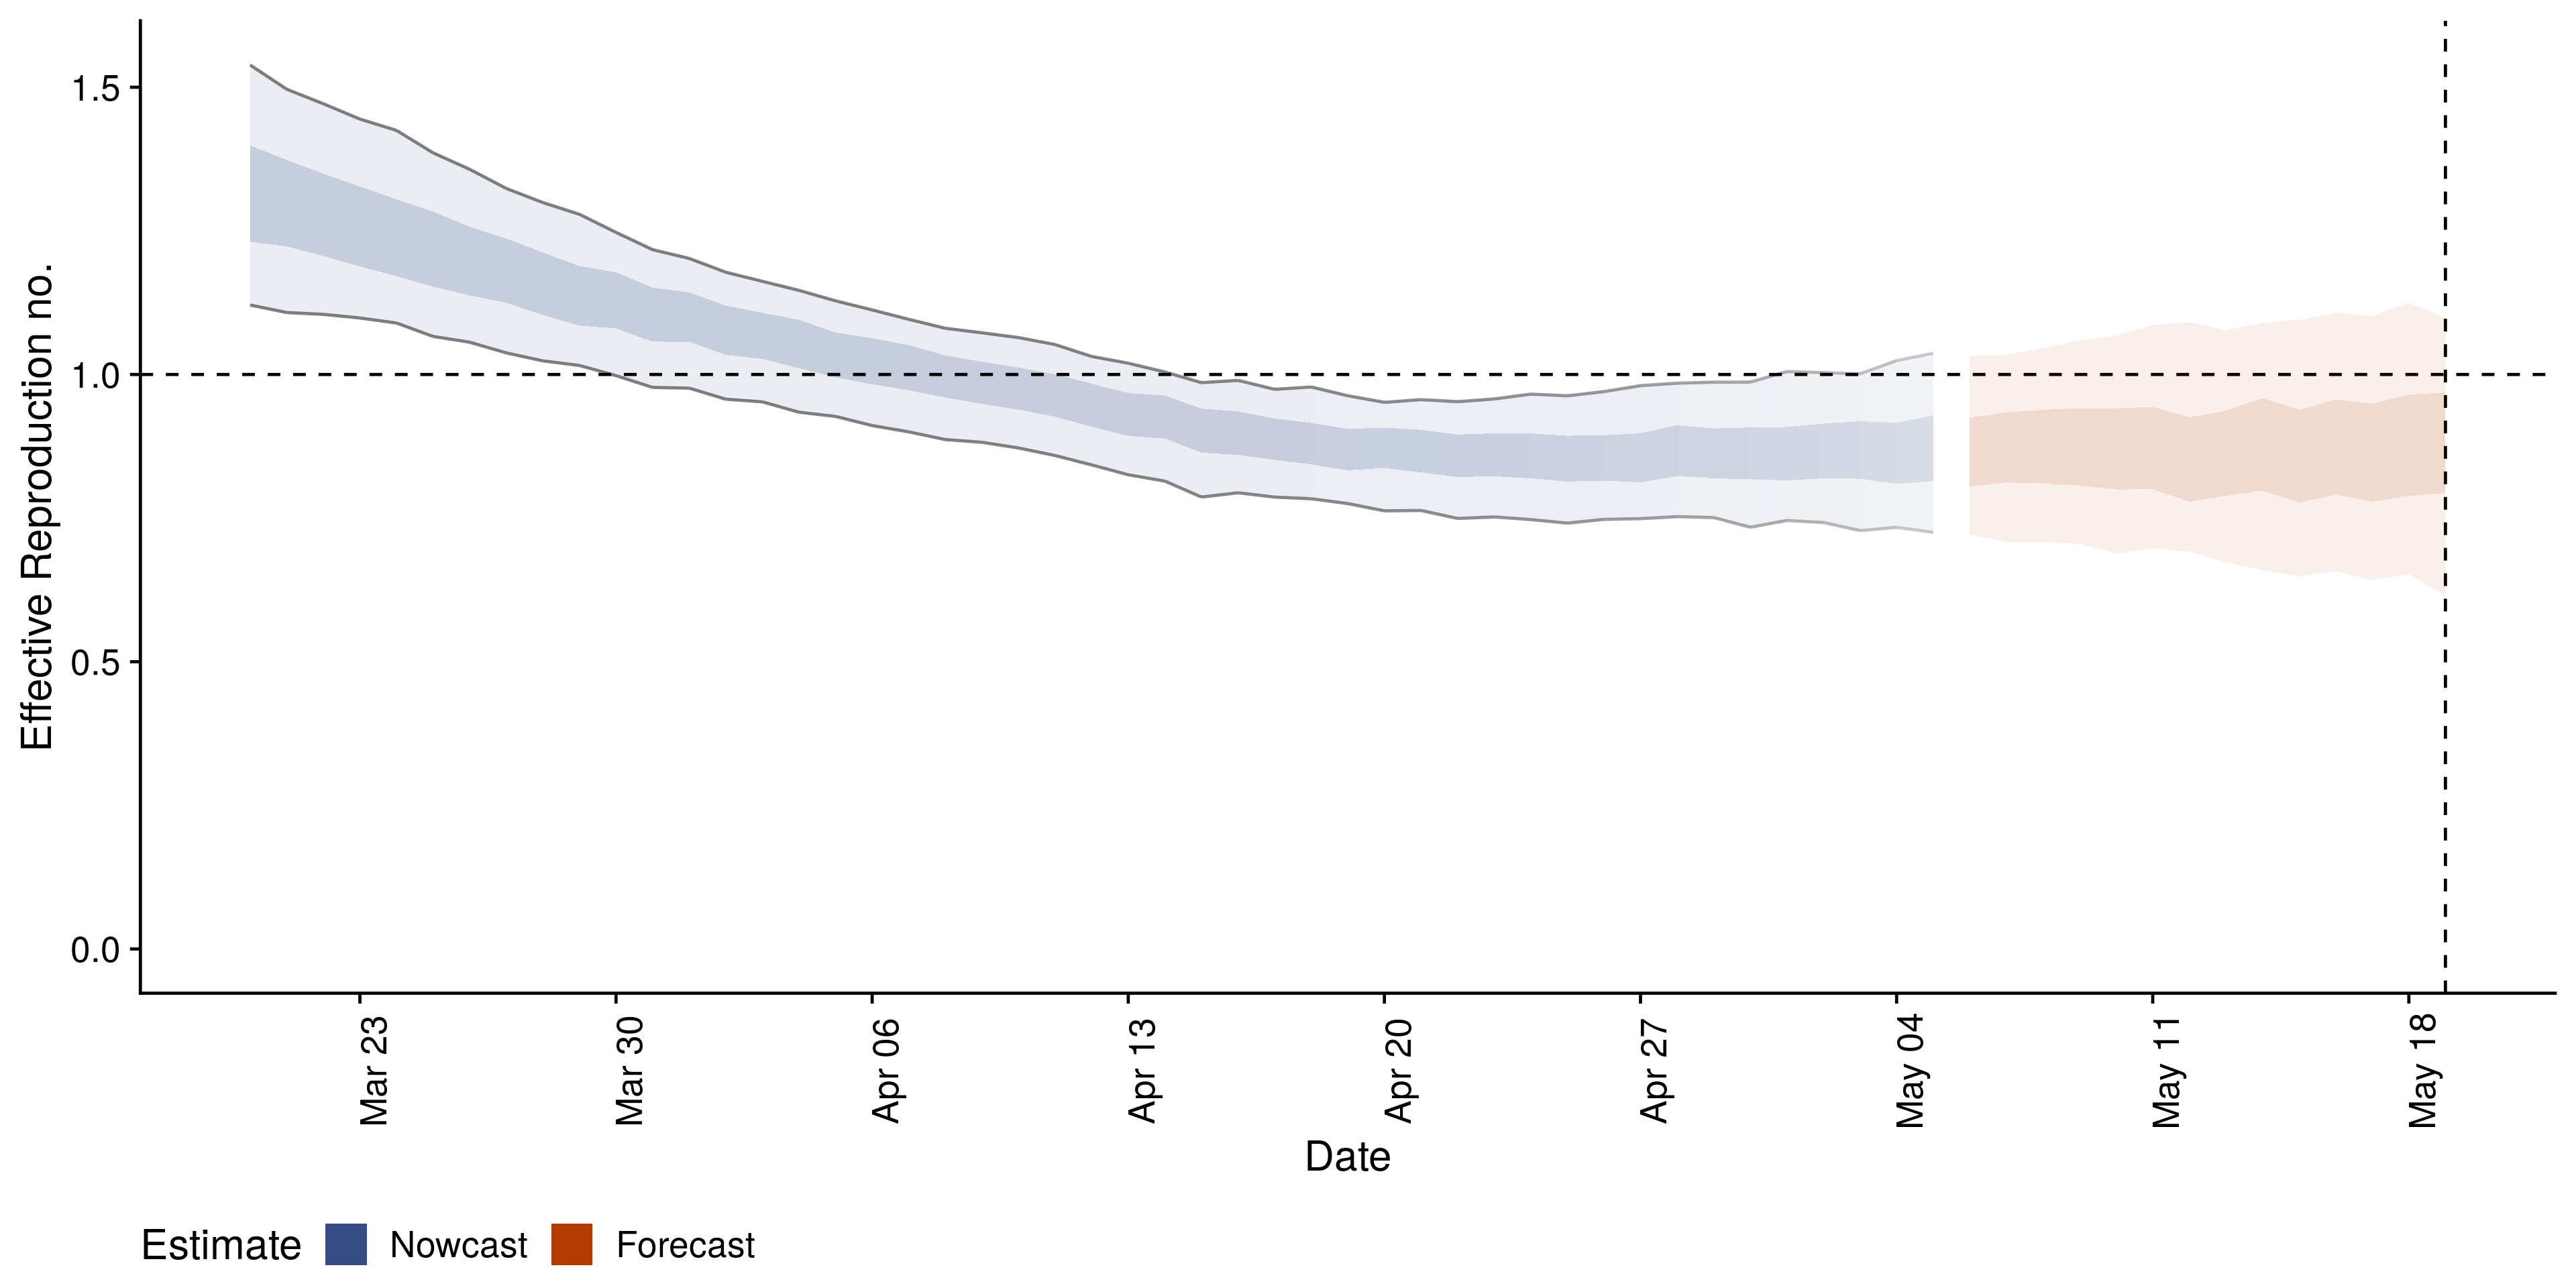 Effective Reproduction no.
1.5
1.0
0.5
0.0
Mar 23
Mar 30
Apr 06
Apr 13
Apr 20
Apr 27
May 04
May 11
May 18
Date
Estimate Nowcast Forecast